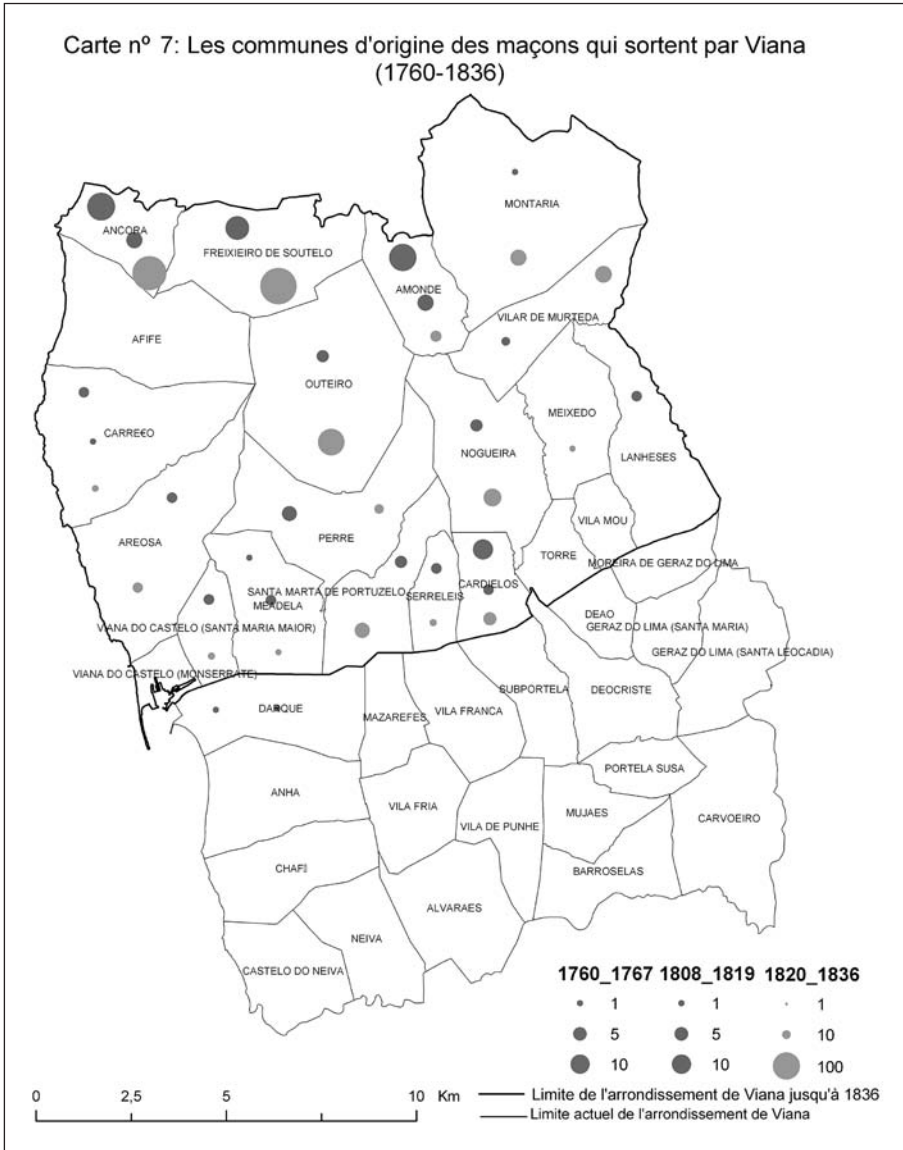 Carte nº 7: Les communes d'origine des maçons qui sortent par Viana
(1760-1836)
MONTARIA
ANCORA
FREIXIEIRO DE SOUTELO
AMONDE
VILAR DE MURTEDA
AFIFE
OUTEIRO
MEIXEDO
CARRE€O
NOGUEIRA
LANHESES
VILA MOU
AREOSA
PERRE
TORRE
MOREIRA DE GERAZ DO LIMA
CARDIELOS
SANTA MARTA DE PORTUZELO
SERRELEIS
MEADELA
DEAO
VIANA DO CASTELO (SANTA MARIA MAIOR)
GERAZ DO LIMA (SANTA MARIA)
GERAZ DO LIMA (SANTA LEOCADIA)
VIANA DO CASTELO (MONSERRATE)
SUBPORTELA
DEOCRISTE
DARQUE
MAZAREFES
VILA FRANCA
PORTELA SUSA
ANHA
VILA FRIA
MUJAES
CARVOEIRO
VILA DE PUNHE
CHAF
BARROSELAS
ALVARAES
NEIVA
CASTELO DO NEIVA
1760_1767 1808_1819 1820_1836
1 1 1
5 5 10
10 10 100
0 2,5 5 10 Km
Limite de l'arrondissement de Viana jusqu'à 1836
Limite actuel de l'arrondissement de Viana